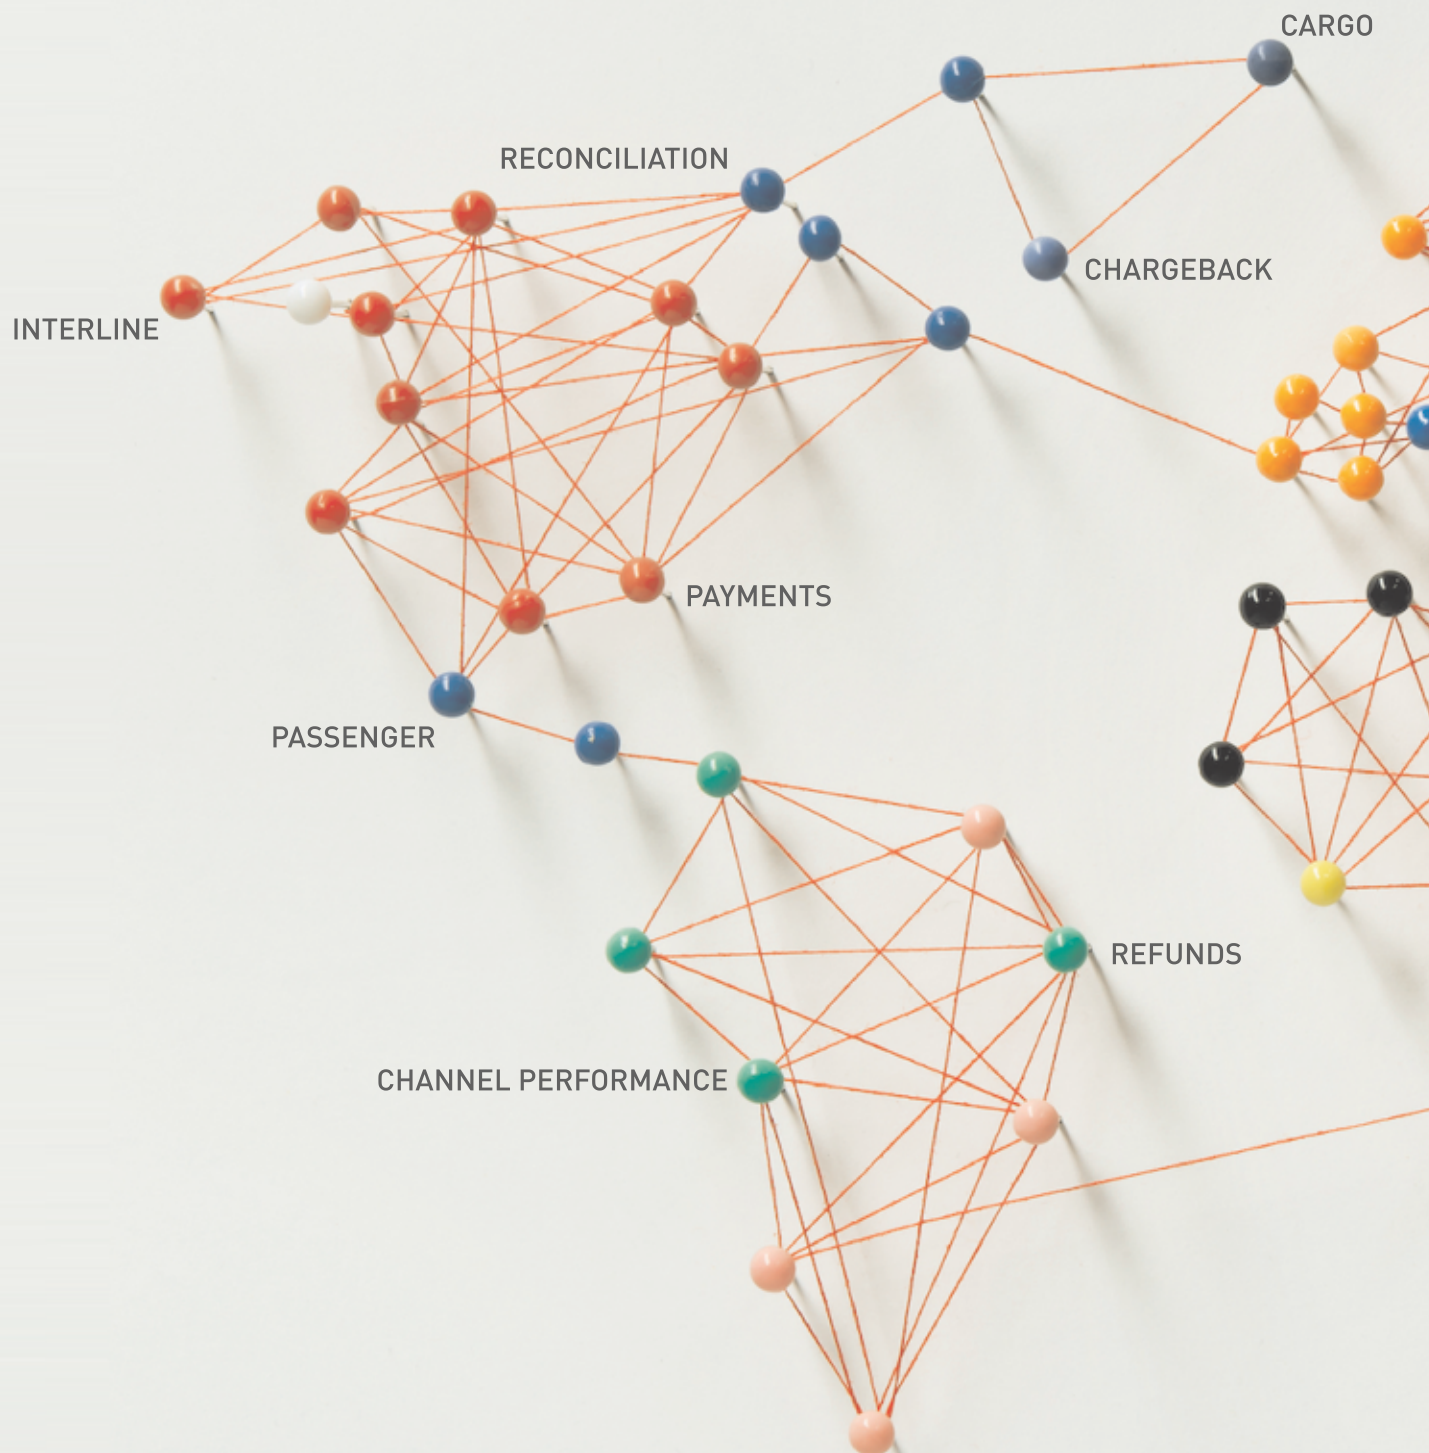 CARGO
RECONCILIATION
CHARGEBACK
INTERLINE
PAYMENTS
PASSENGER
REFUNDS
CHANNEL PERFORMANCE